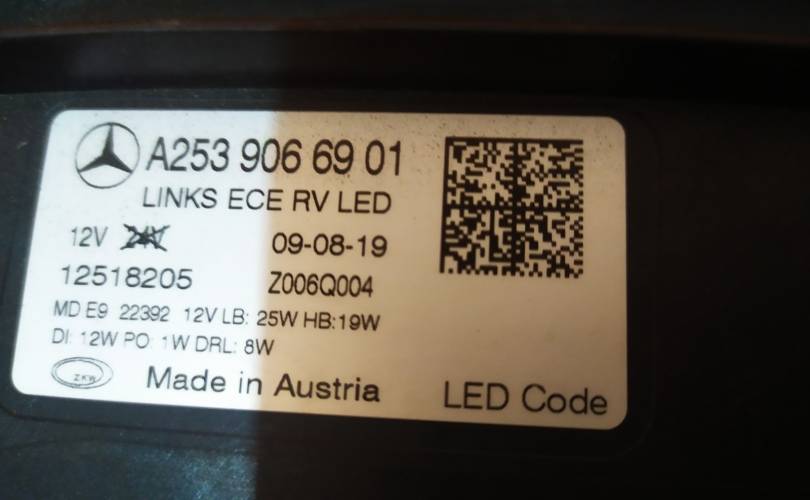 A253 906 69 01
LINKS ECE RV LED
12V 24V 09-08-19
12518205 Z006Q004
MD E9 22392 12V LB: 25W HB:19W
DI: 12W PO: 1W DRL: 8W
ZKW Made in Austria LED Code